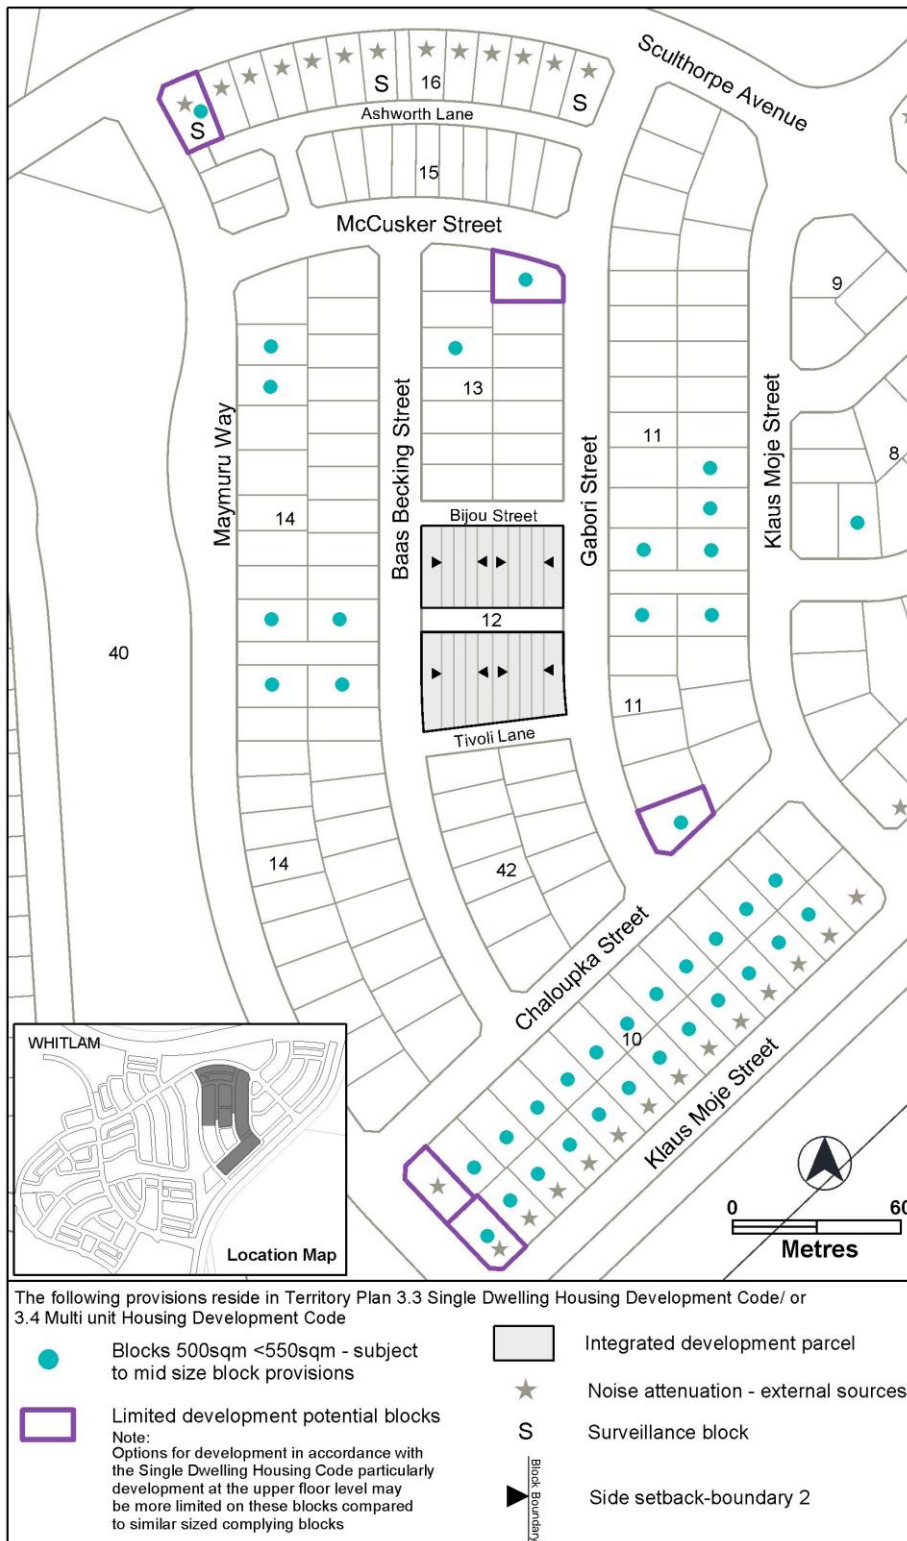 Sculthorpe Avenue
S
16
S
Ashworth Lane
S
15
McCusker Street
9
13
Maymuru Way
Baas Becking Street
Gabori Street
11
Klaus Moje Street
8
14
Bijou Street
12
40
11
Tivoli Lane
14
42
Chaloupka Street
10
Klaus Moje Street
WHITLAM
Location Map
0 60
Metres
The following provisions reside in Territory Plan 3.3 Single Dwelling Housing Development Code/ or
3.4 Multi unit Housing Development Code
Blocks 500sqm <550sqm - subject
to mid size block provisions
Limited development potential blocks
Note:
Options for development in accordance with
the Single Dwelling Housing Code particularly
development at the upper floor level may
be more limited on these blocks compared
to similar sized complying blocks
Integrated development parcel
Noise attenuation - external sources
S Surveillance block
Block Boundary
Side setback-boundary 2